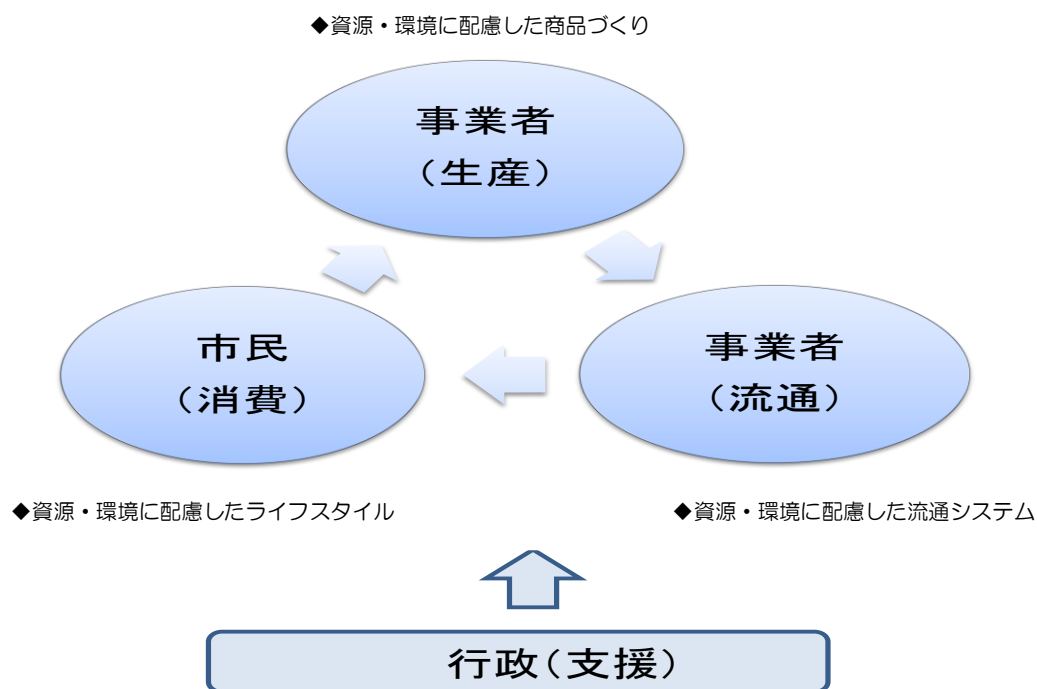 ◆資源・環境に配慮した商品づくり
事業者
（生産）
市民
（消費）
事業者
（流通）
◆資源・環境に配慮したライフスタイル
◆資源・環境に配慮した流通システム
行政（支援）